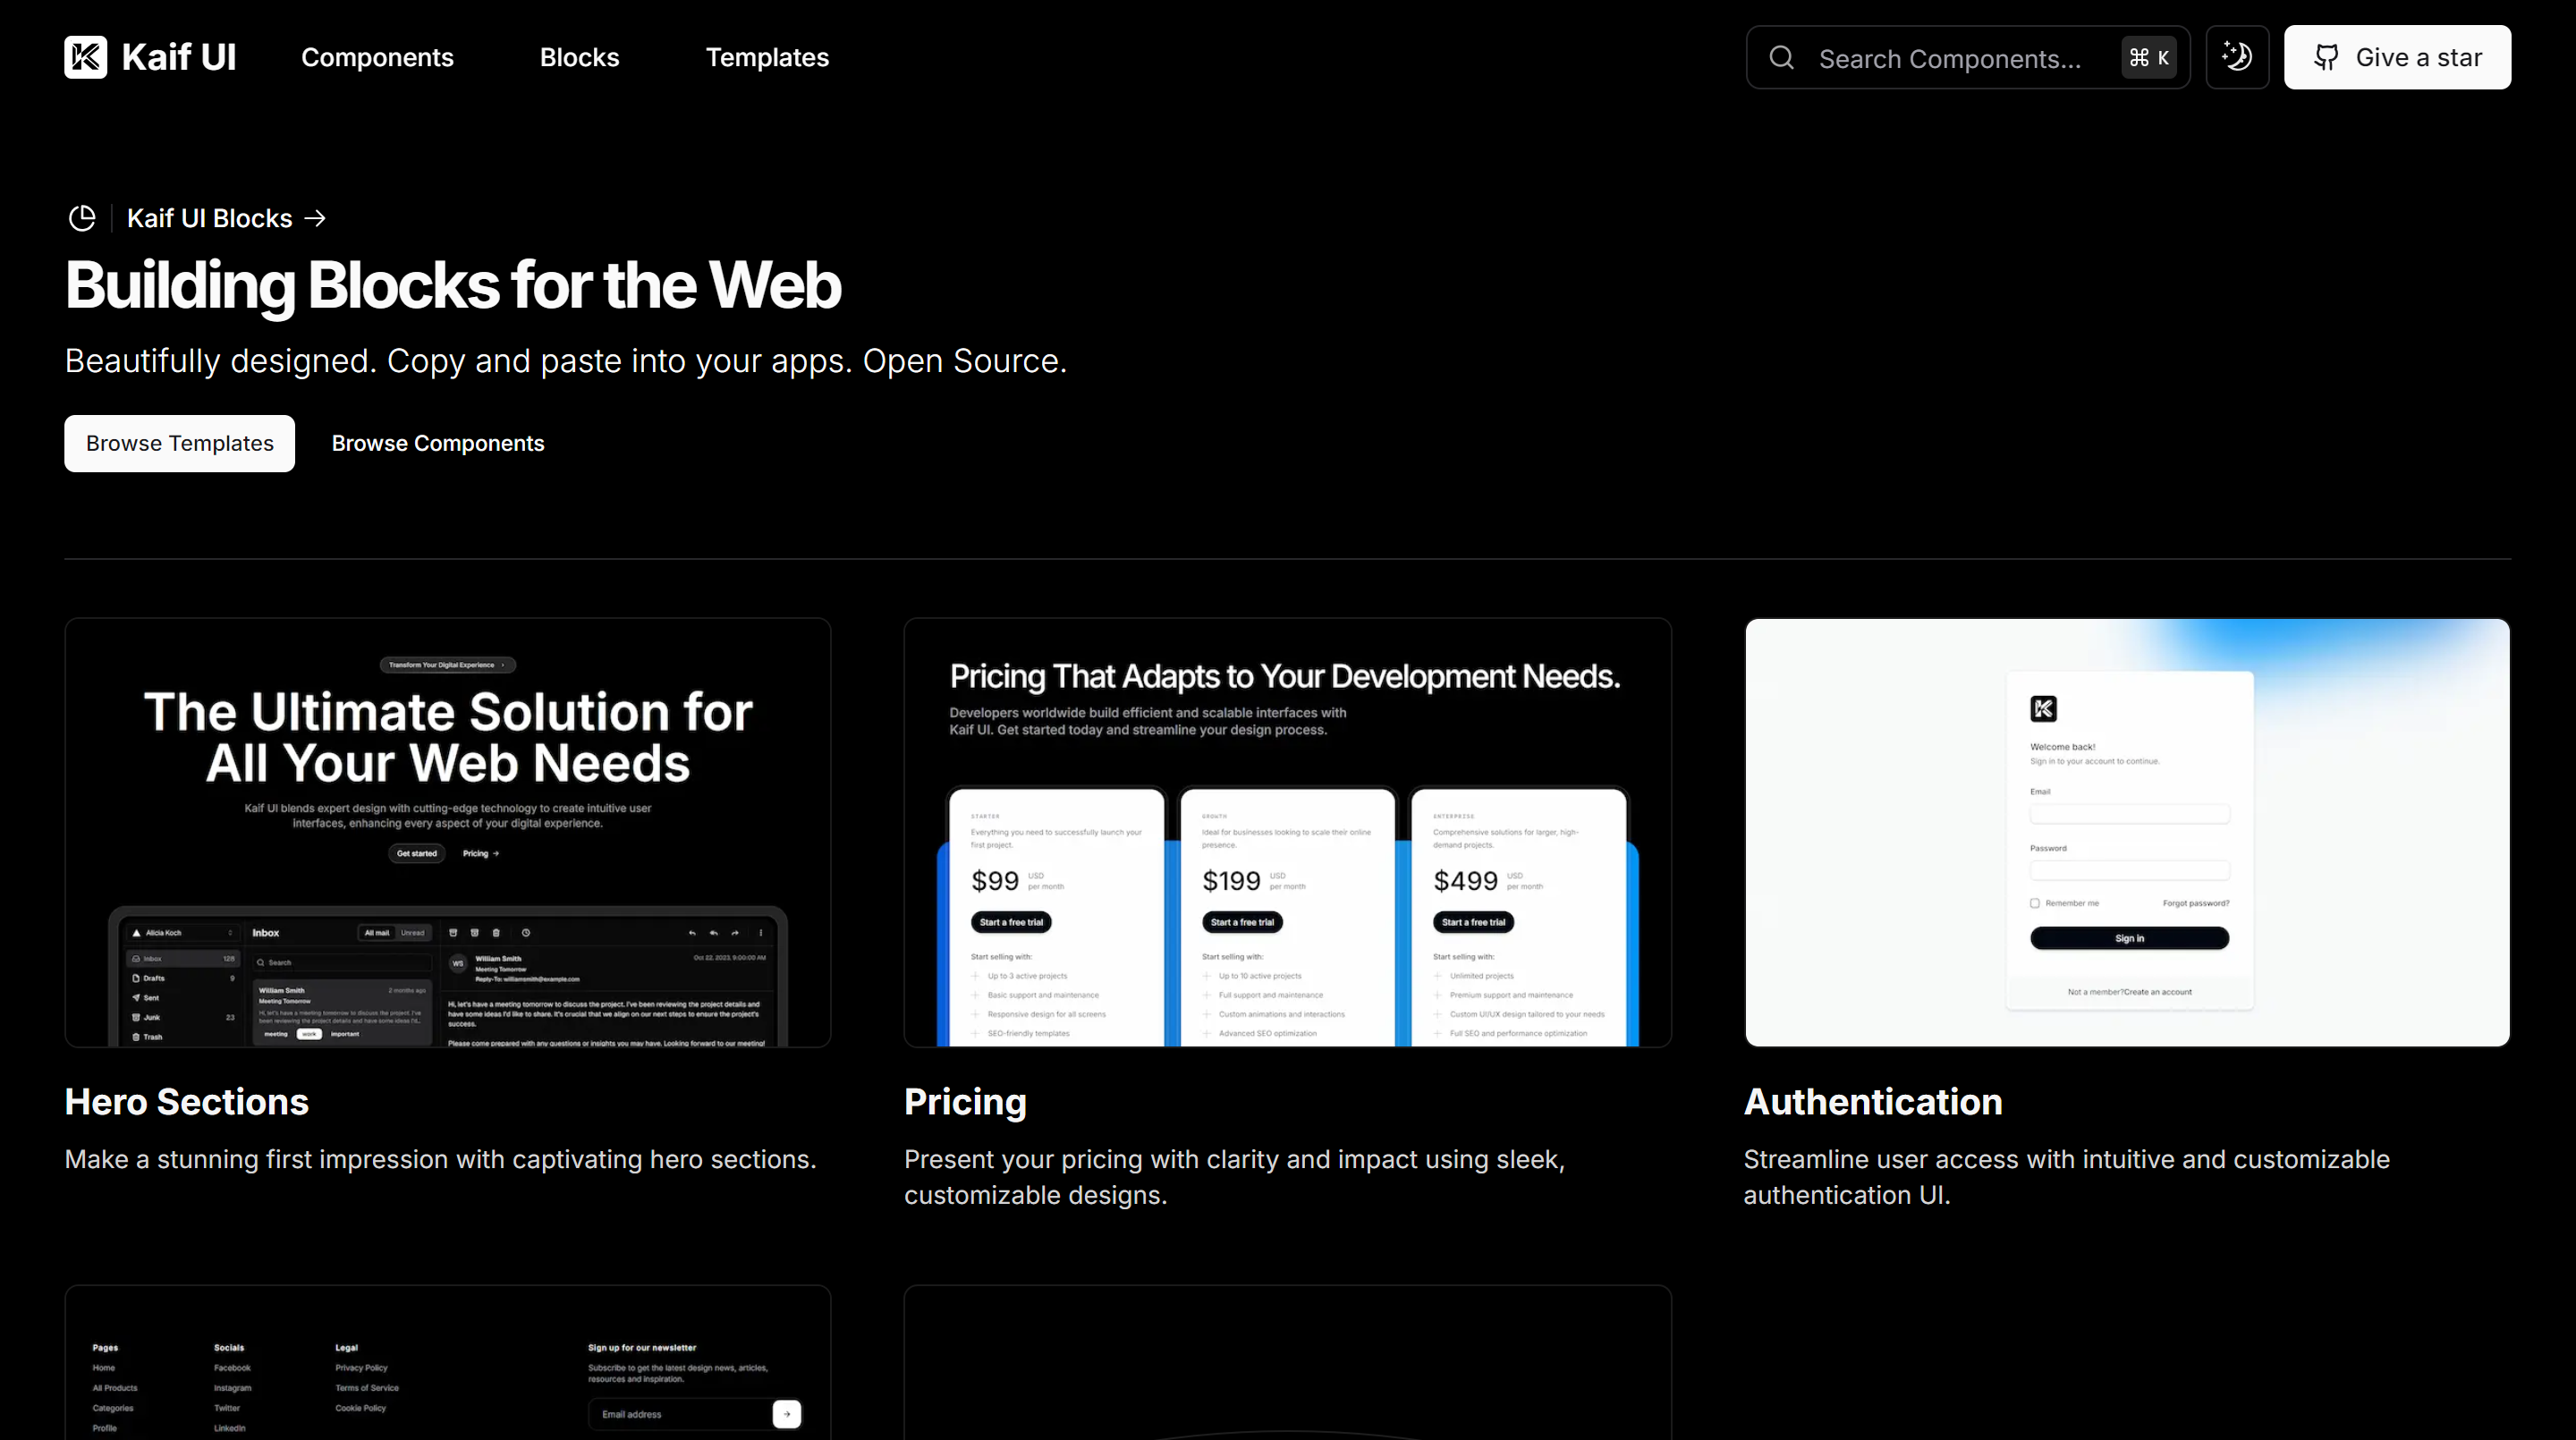 Kaif UI
Components
Blocks
Templates
Search Components...
⌘ K
Give a star
Kaif UI Blocks →
Building Blocks for the Web
Beautifully designed. Copy and paste into your apps. Open Source.
Browse Templates
Browse Components
Transform Your Digital Experience ›
The Ultimate Solution for
All Your Web Needs
Kaif UI blends expert design with cutting-edge technology to create intuitive user
interfaces, enhancing every aspect of your digital experience.
Get started
Pricing →
Alicia Koch
Inbox
All mail
Unread
Inbox 128
Drafts 9
Sent
Junk 23
Trash
Search
William Smith
2 months ago
Meeting Tomorrow
Hi, let's have a meeting tomorrow to discuss the project. I've
been reviewing the project details and have some ideas I'd...
meeting
work
important
WS
William Smith
Meeting Tomorrow
Reply-To: williamsmith@example.com
Oct 22, 2023, 9:00:00 AM
Hi, let's have a meeting tomorrow to discuss the project. I've been reviewing the project details and
have some ideas I'd like to share. It's crucial that we align on our next steps to ensure the project's
success.
Please come prepared with any questions or insights you may have. Looking forward to our meeting!
Hero Sections
Make a stunning first impression with captivating hero sections.
Pricing That Adapts to Your Development Needs.
Developers worldwide build efficient and scalable interfaces with
Kaif UI. Get started today and streamline your design process.
STARTER
Everything you need to successfully launch your
first project.
$99
USD
per month
Start a free trial
Start selling with:
Up to 3 active projects
Basic support and maintenance
Responsive design for all screens
SEO-friendly templates
GROWTH
Ideal for businesses looking to scale their online
presence.
$199
USD
per month
Start a free trial
Start selling with:
Up to 10 active projects
Full support and maintenance
Custom animations and interactions
Advanced SEO optimization
ENTERPRISE
Comprehensive solutions for larger, high-
demand projects.
$499
USD
per month
Start a free trial
Start selling with:
Unlimited projects
Premium support and maintenance
Custom UI/UX design tailored to your needs
Full SEO and performance optimization
Pricing
Present your pricing with clarity and impact using sleek,
customizable designs.
Welcome back!
Sign in to your account to continue.
Email
Password
Remember me
Forgot password?
Sign in
Not a member?Create an account
Authentication
Streamline user access with intuitive and customizable
authentication UI.
Pages
Home
All Products
Categories
Profile
Socials
Facebook
Instagram
Twitter
LinkedIn
Legal
Privacy Policy
Terms of Service
Cookie Policy
Sign up for our newsletter
Subscribe to get the latest design news, articles,
resources and inspiration.
Email address